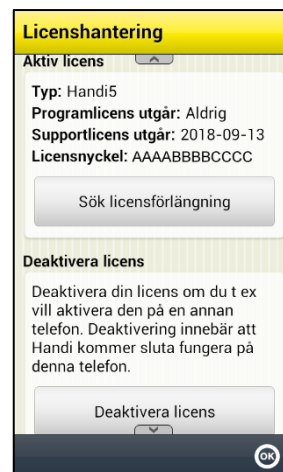 Licenshantering
Aktiv licens
Typ: Handi5
Programlicens utgår: Aldrig
Supportlicens utgår: 2018-09-13
Licensnyckel: AAAABBBBCCCC
Sök licensförlängning
Deaktivera licens
Deaktivera din licens om du t ex
vill aktivera den på en annan
telefon. Deaktivering innebär att
Handi kommer sluta fungera på
denna telefon.
Deaktivera licens
OK